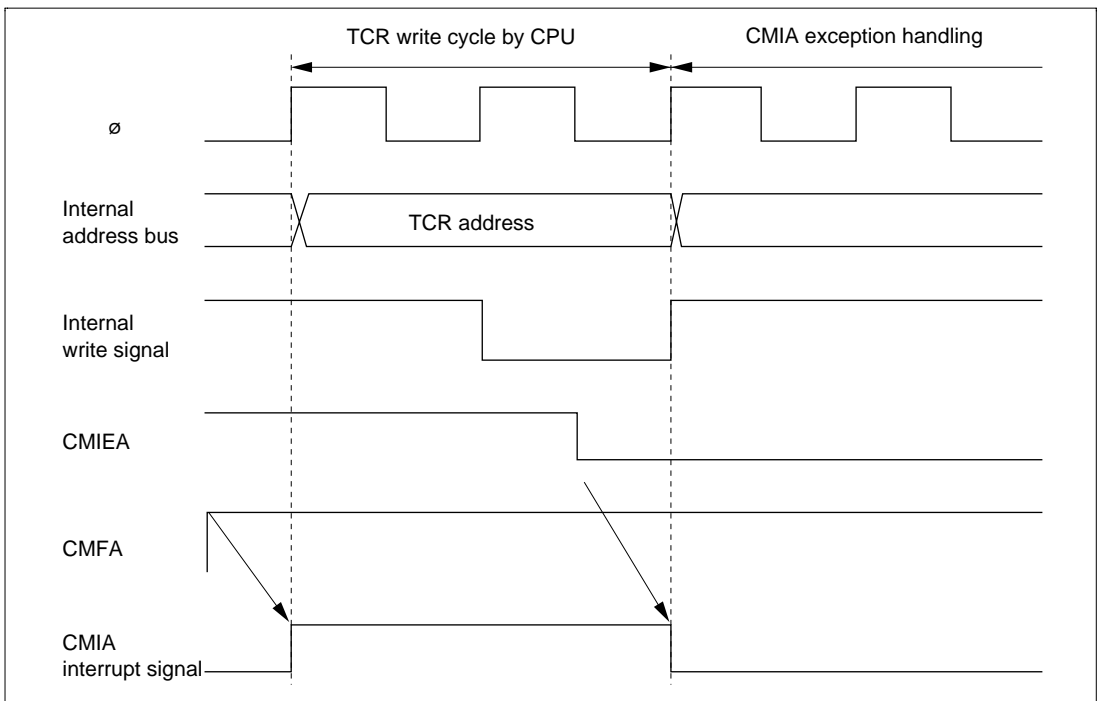 TCR write cycle by CPU
CMIA exception handling
ø
Internal
address bus
TCR address
Internal
write signal
CMIEA
CMFA
CMIA
interrupt signal